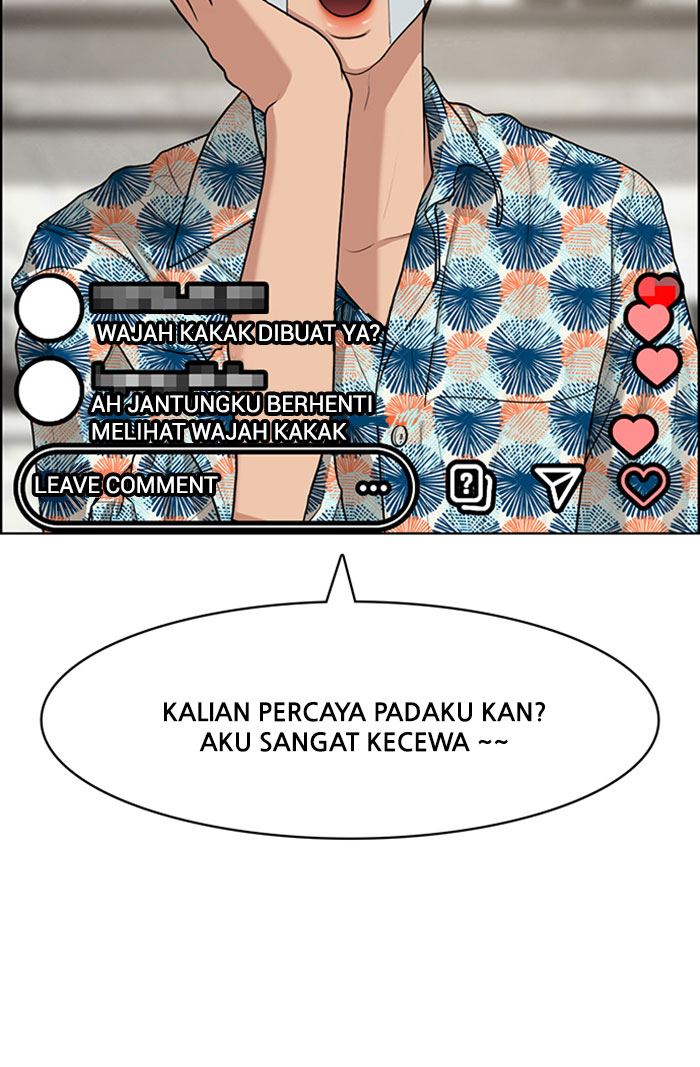 WAJAH KAKAK DIBUAT YA?
AH JANTUNGKU BERHENTI
MELIHAT WAJAH KAKAK
LEAVE COMMENT
?
KALIAN PERCAYA PADAKU KAN?
AKU SANGAT KECEWA ~~